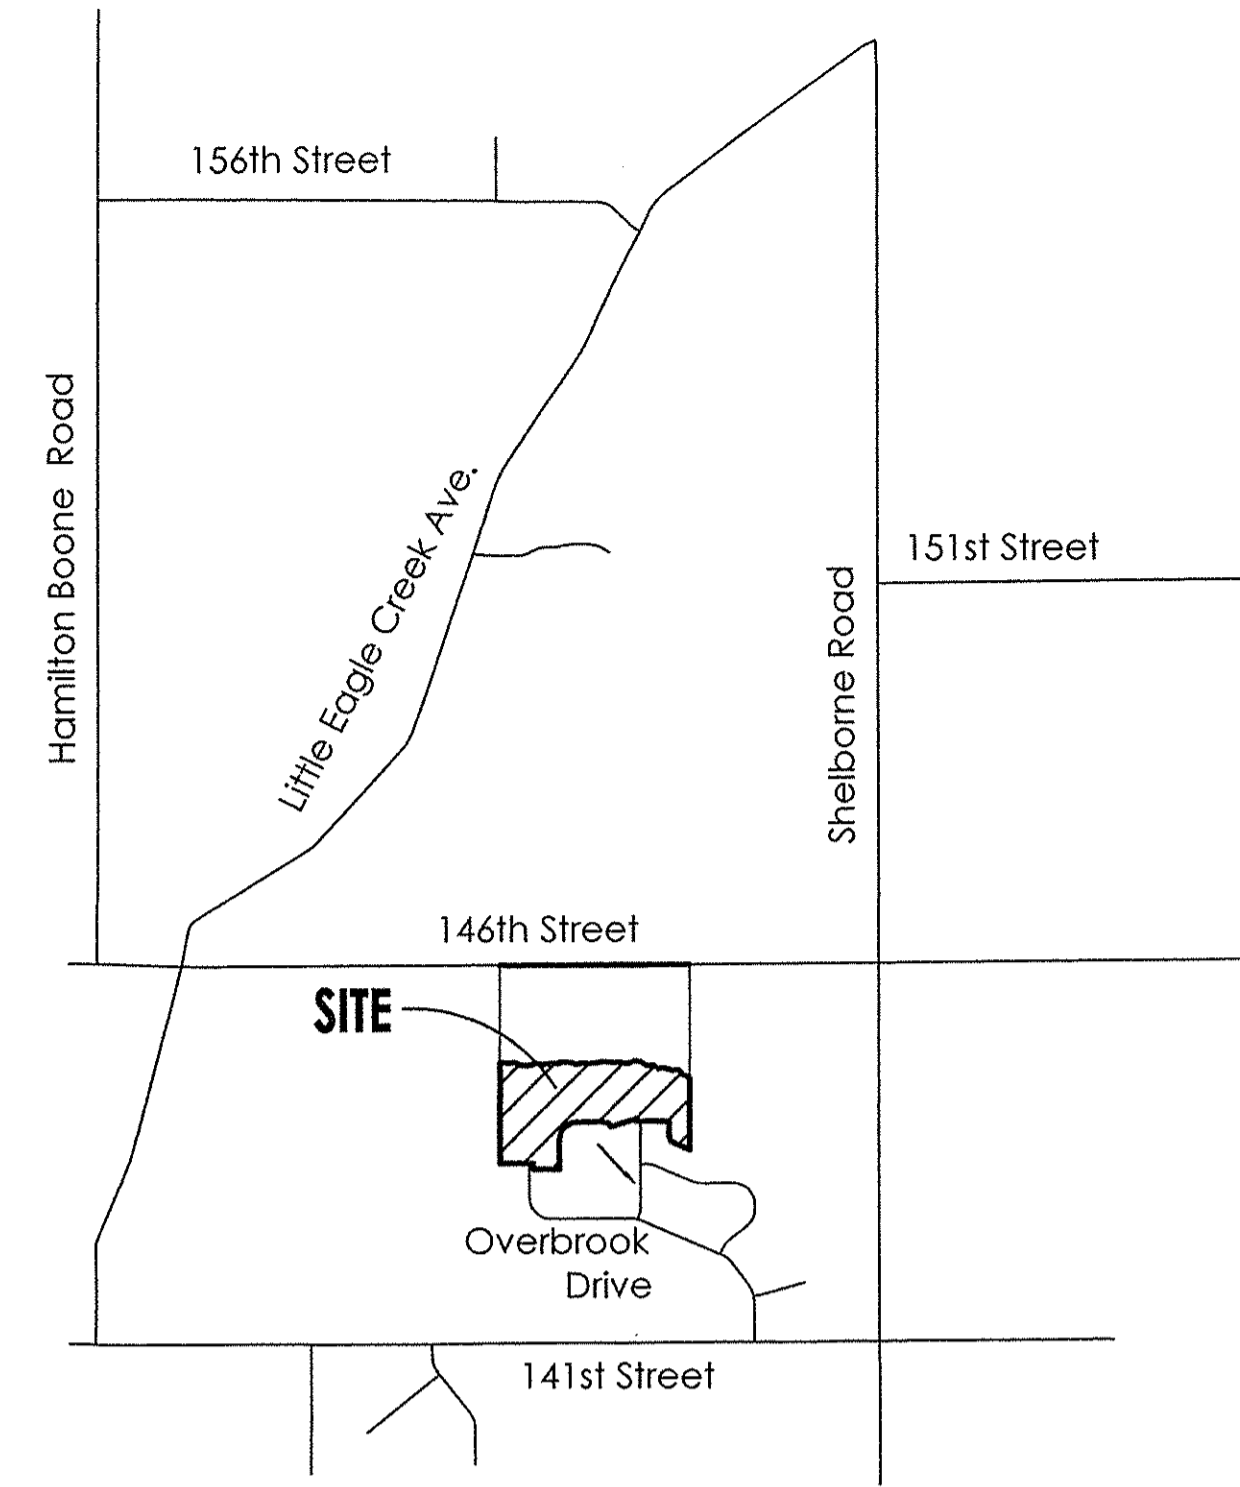 156th Street
Hamilton Boone Road
Little Eagle Creek Ave.
151st Street
Shelborne Road
146th Street
SITE
Overbrook
Drive
141st Street